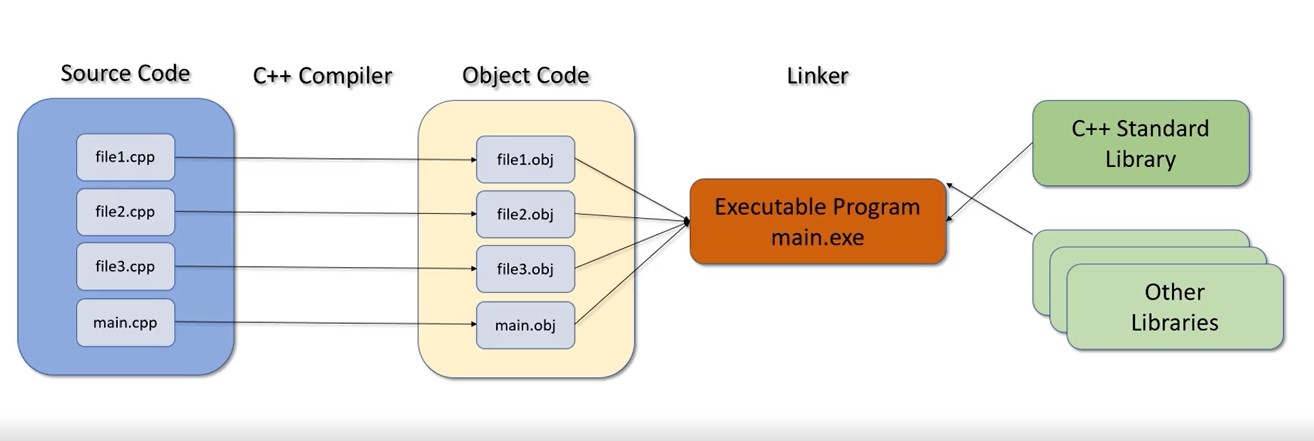 Source Code
C++ Compiler
Object Code
Linker
file1.cpp
file2.cpp
file3.cpp
main.cpp
file1.obj
file2.obj
file3.obj
main.obj
Executable Program
main.exe
C++ Standard
Library
Other
Libraries